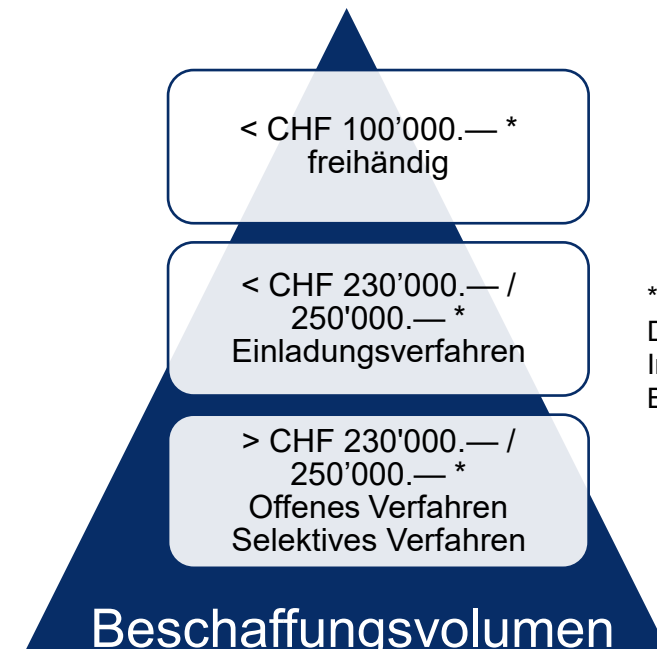 < CHF 100’000.— *
freihändig
< CHF 230’000.— /
250'000.— *
Einladungsverfahren
> CHF 230'000.— /
250’000.— *
Offenes Verfahren
Selektives Verfahren
Beschaffungsvolumen
*